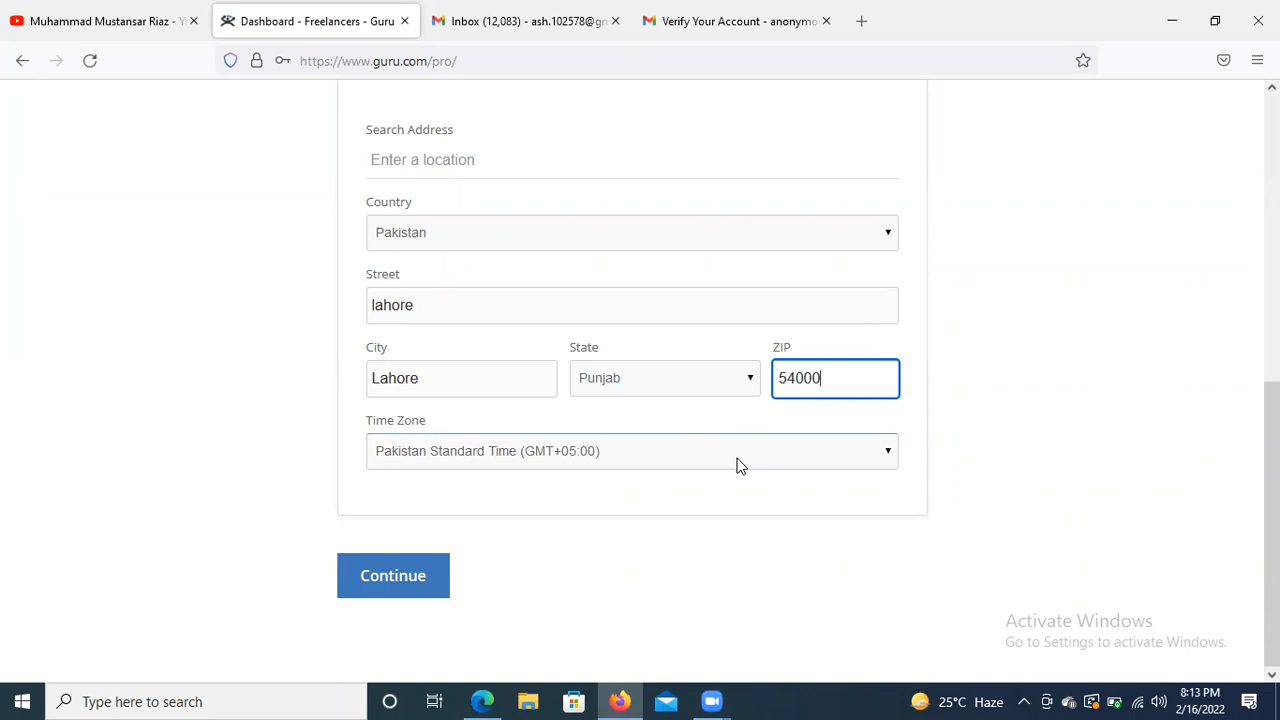 Muhammad Mustansar Riaz - Yo
Dashboard - Freelancers - Guru
Inbox (12,083) - ash.102578@gm
Verify Your Account - anonymo
https://www.guru.com/pro/
Search Address
Enter a location
Country
Pakistan
Street
lahore
City
State
ZIP
Lahore
Punjab
54000
Time Zone
Pakistan Standard Time (GMT+05:00)
Continue
Activate Windows
Go to Settings to activate Windows.
Type here to search
25°C Haze
8:13 PM
2/16/2022